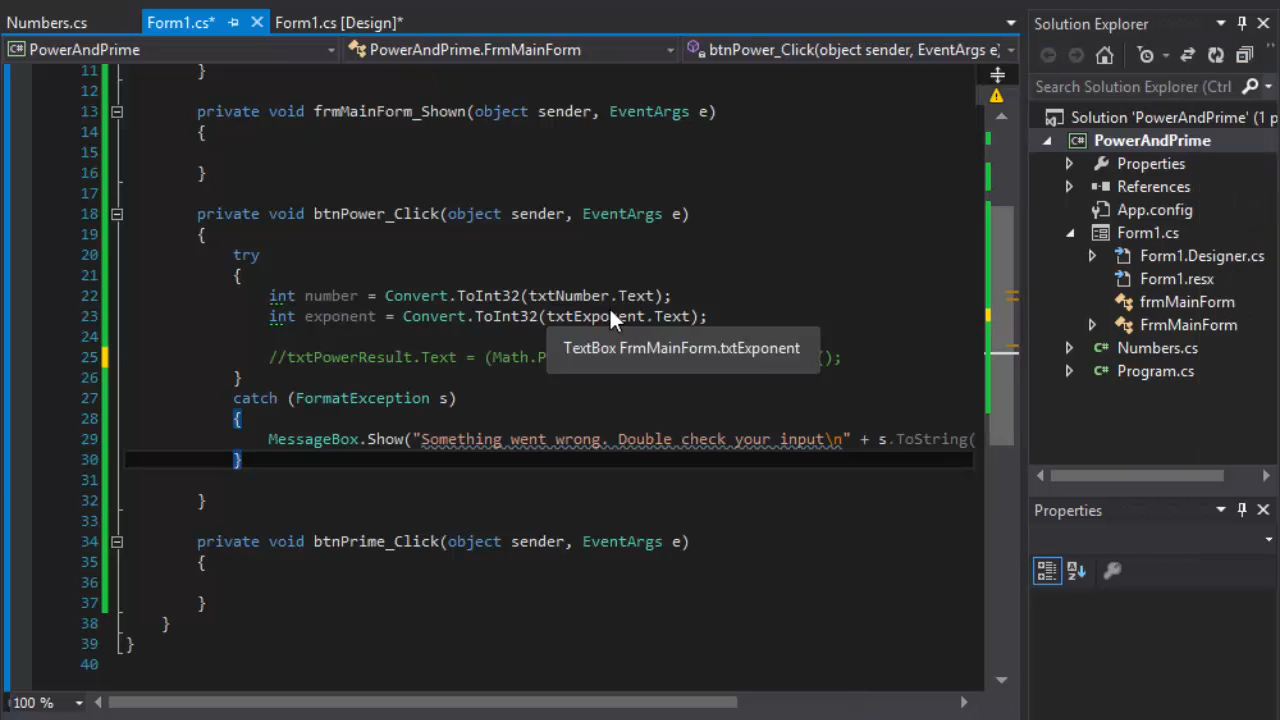 Numbers.cs
Form1.cs*
Form1.cs [Design]*
PowerAndPrime
PowerAndPrime.FrmMainForm
btnPower_Click(object sender, EventArgs e)
11 }
12
13 private void frmMainForm_Shown(object sender, EventArgs e)
14 {
15
16 }
17
18 private void btnPower_Click(object sender, EventArgs e)
19 {
20 try
21 {
22 int number = Convert.ToInt32(txtNumber.Text);
23 int exponent = Convert.ToInt32(txtExponent.Text);
24
TextBox FrmMainForm.txtExponent
25 //txtPowerResult.Text = (Math.P ();
26 }
27 catch (FormatException s)
28 {
29 MessageBox.Show("Something went wrong. Double check your input\n" + s.ToString(
30 }
31
32 }
33
34 private void btnPrime_Click(object sender, EventArgs e)
35 {
36
37 }
38 }
39 }
40
100 %
Solution Explorer
Search Solution Explorer (Ctrl
Solution 'PowerAndPrime' (1 p
PowerAndPrime
Properties
References
App.config
Form1.cs
Form1.Designer.cs
Form1.resx
frmMainForm
FrmMainForm
Numbers.cs
Program.cs
Properties